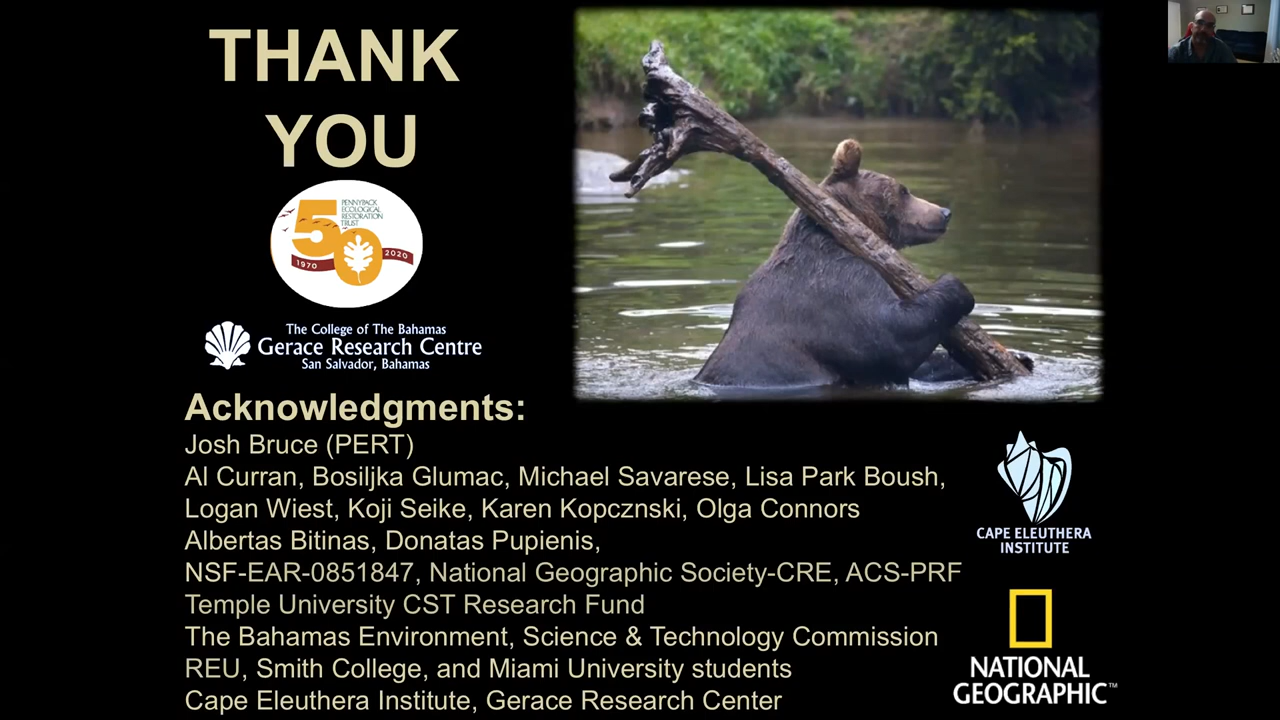 THANK
YOU
50
PENNYPACK
ECOLOGICAL
RESTORATION
TRUST
1970
2020
The College of The Bahamas
Gerace Research Centre
San Salvador, Bahamas
Acknowledgments:
Josh Bruce (PERT)
Al Curran, Bosiljka Glumac, Michael Savarese, Lisa Park Boush,
Logan Wiest, Koji Seike, Karen Kopcznski, Olga Connors
Albertas Bitinas, Donatas Pupienis,
NSF-EAR-0851847, National Geographic Society-CRE, ACS-PRF
Temple University CST Research Fund
The Bahamas Environment, Science & Technology Commission
REU, Smith College, and Miami University students
Cape Eleuthera Institute, Gerace Research Center
CAPE ELEUTHERA
INSTITUTE
NATIONAL
GEOGRAPHIC™